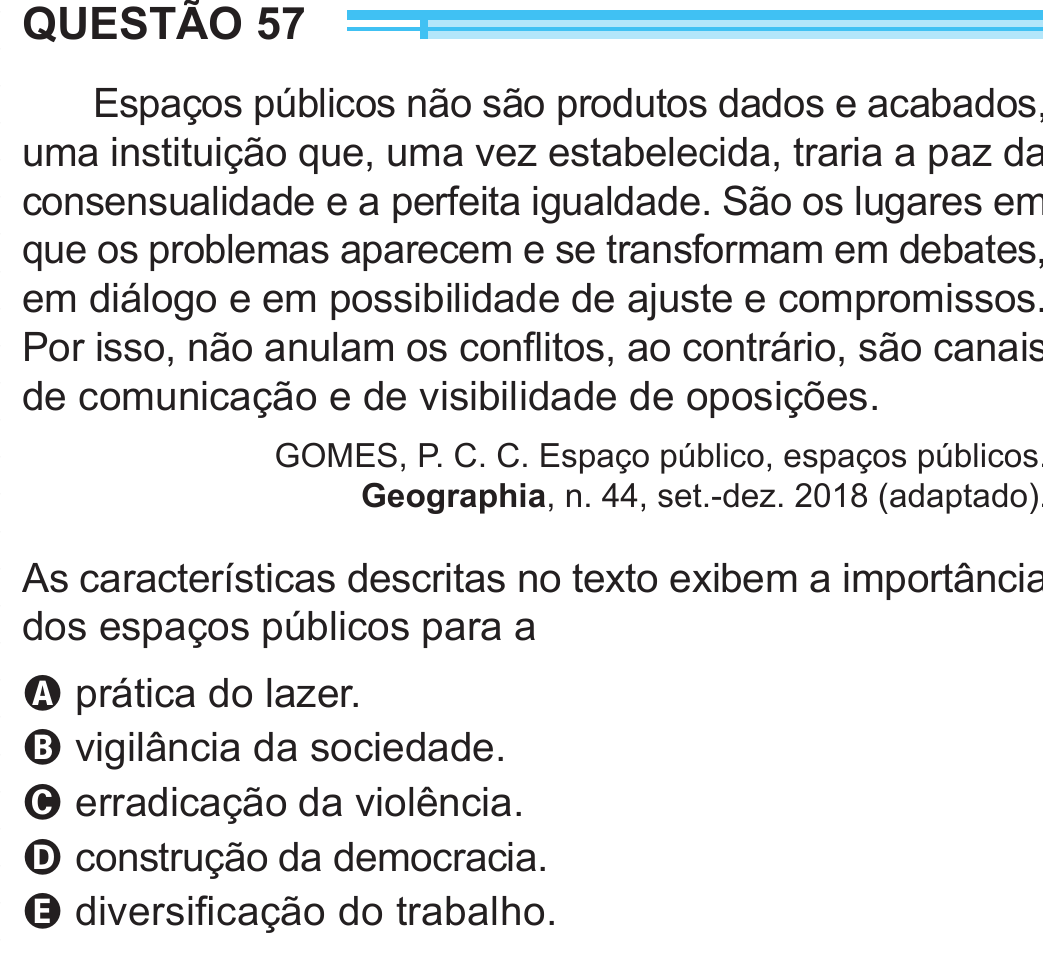 QUESTÃO 57
Espaços públicos não são produtos dados e acabados,
uma instituição que, uma vez estabelecida, traria a paz da
consensualidade e a perfeita igualdade. São os lugares em
que os problemas aparecem e se transformam em debates,
em diálogo e em possibilidade de ajuste e compromissos.
Por isso, não anulam os conflitos, ao contrário, são canais
de comunicação e de visibilidade de oposições.
GOMES, P. C. C. Espaço público, espaços públicos.
Geographia, n. 44, set.-dez. 2018 (adaptado).
As características descritas no texto exibem a importância
dos espaços públicos para a
A prática do lazer.
B vigilância da sociedade.
C erradicação da violência.
D construção da democracia.
E diversificação do trabalho.